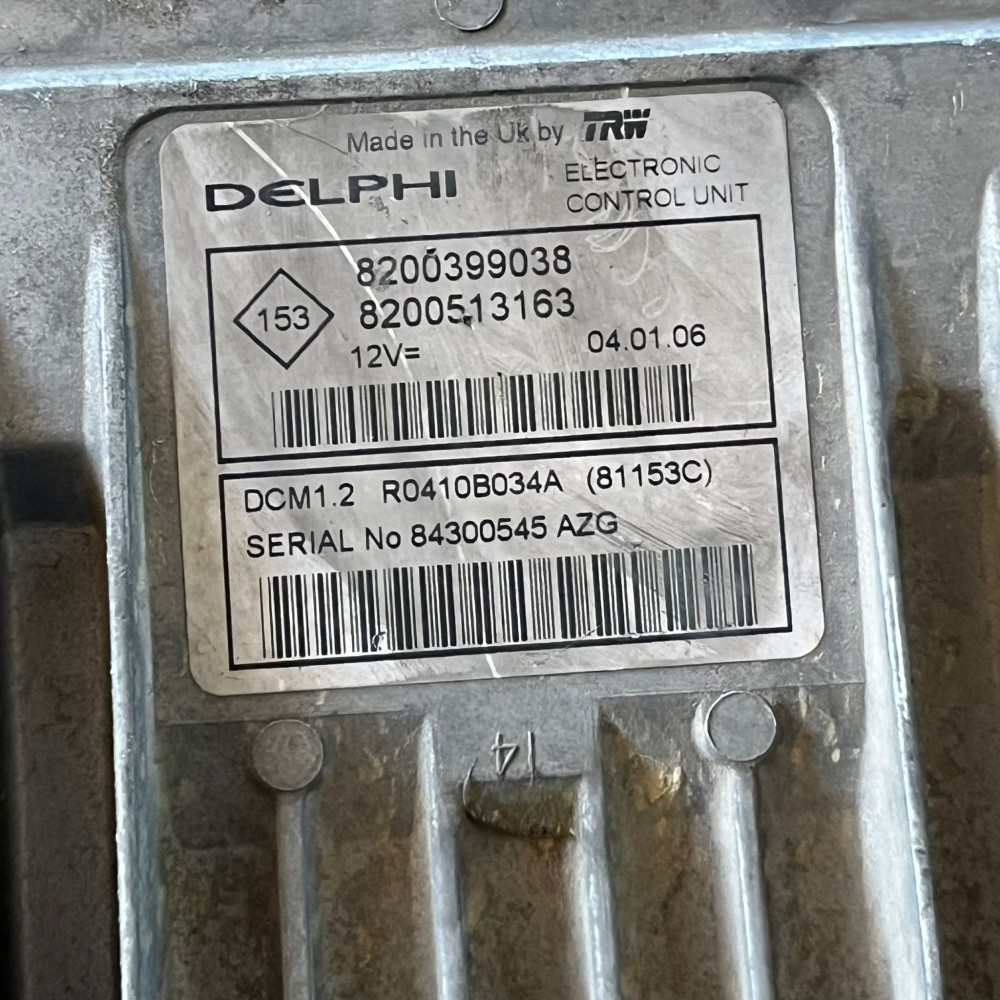 Made in the Uk by TRW
DELPHI
ELECTRONIC
CONTROL UNIT
153
8200399038
8200513163
12V=
04.01.06
DCM1.2 R0410B034A (81153C)
SERIAL No 84300545 AZG
14